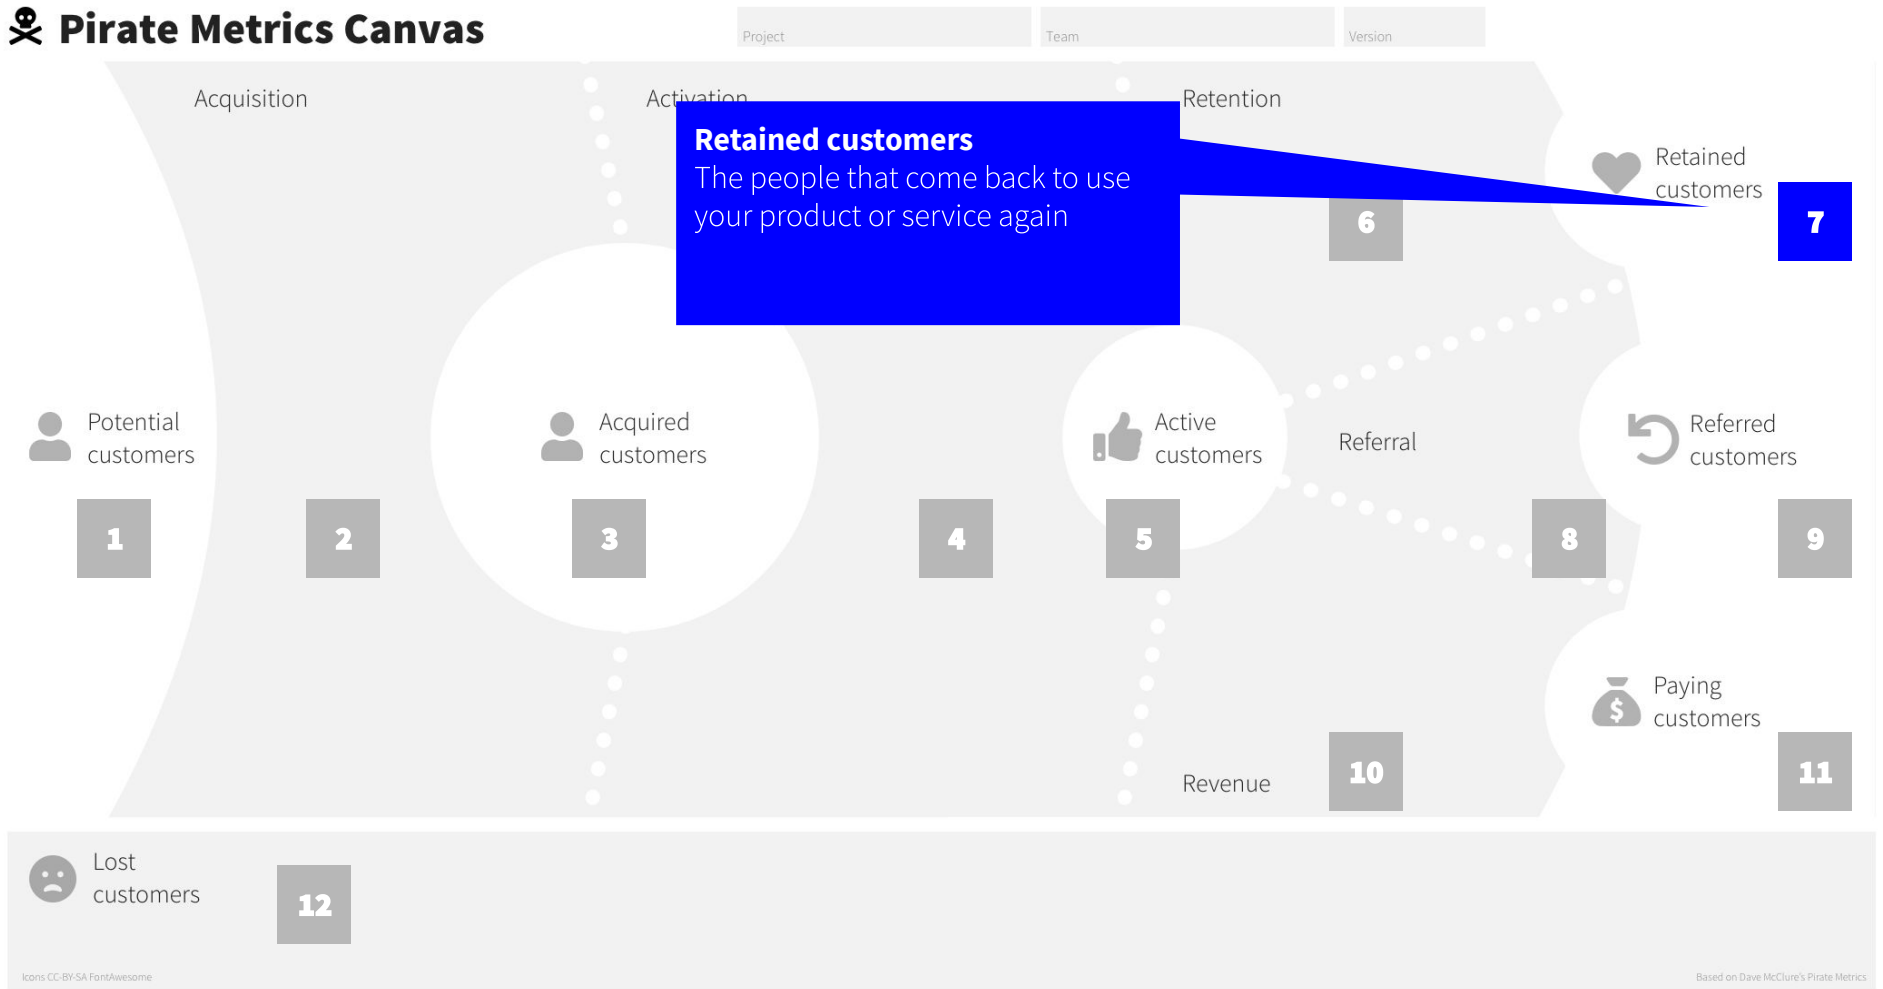 Pirate Metrics Canvas
Project
Team
Version
Acquisition
Activation
Retention
Retained customers
The people that come back to use
your product or service again
Retained
customers
6
7
Potential
customers
Acquired
customers
Active
customers
Referral
Referred
customers
1
2
3
4
5
8
9
Paying
customers
$
Revenue
10
11
Lost
customers
12
Icons CC-BY-SA FontAwesome
Based on Dave McClure's Pirate Metrics